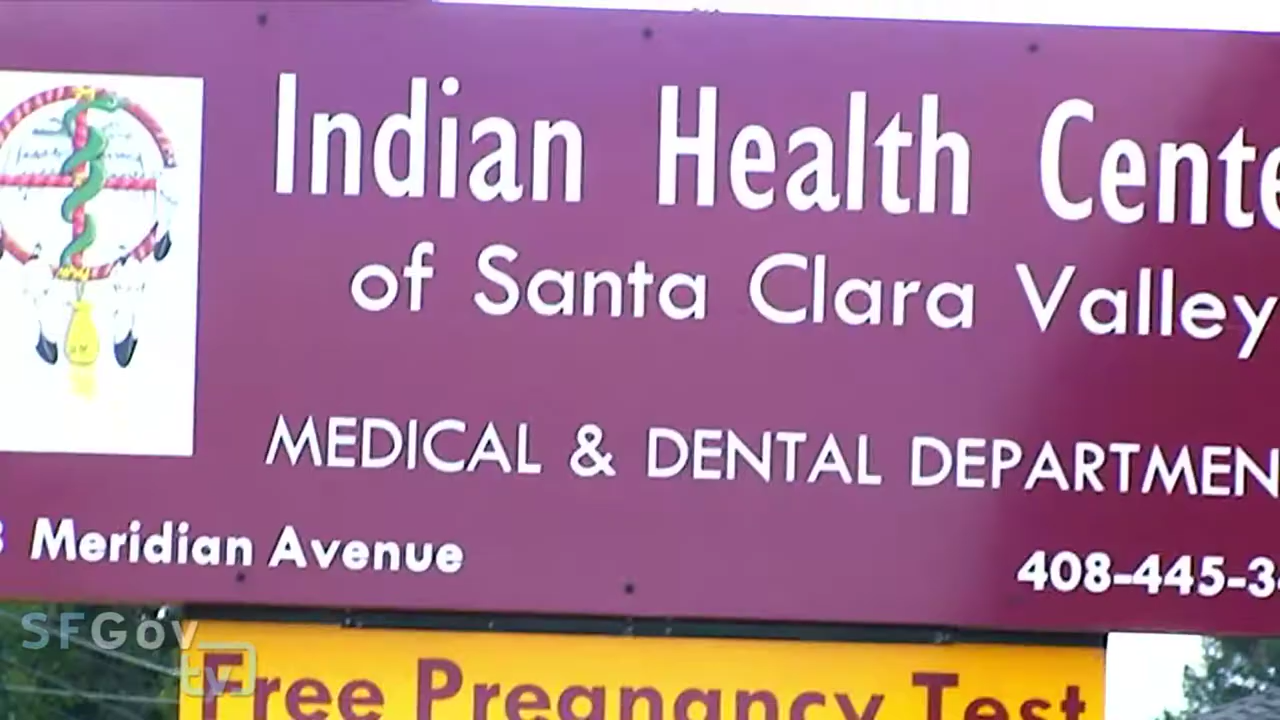 Indian Health Cente
of Santa Clara Valley
MEDICAL & DENTAL DEPARTMEN
Meridian Avenue
408-445-3
SFGov
tv
Free Pregnancy Test